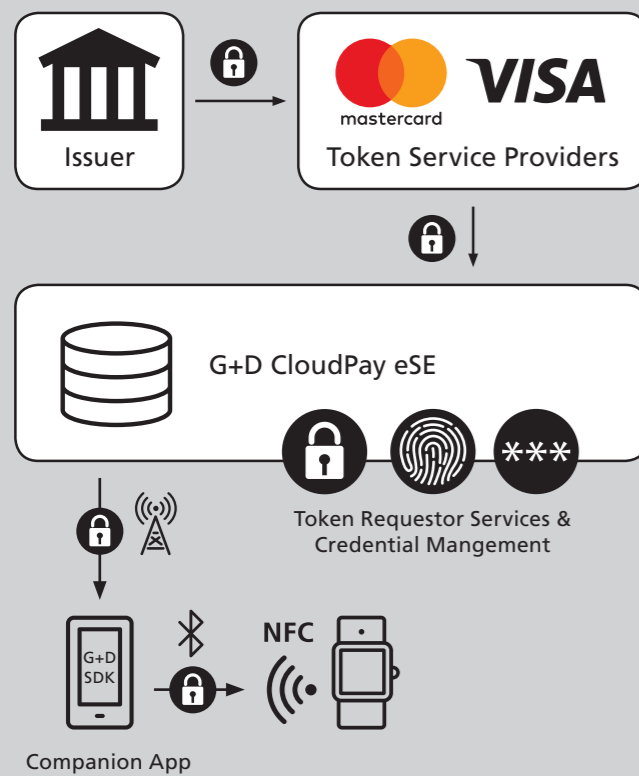 mastercard
VISA
Issuer
Token Service Providers
G+D CloudPay eSE
***
Token Requestor Services &
Credential Mangement
NFC
G+D
SDK
Companion App